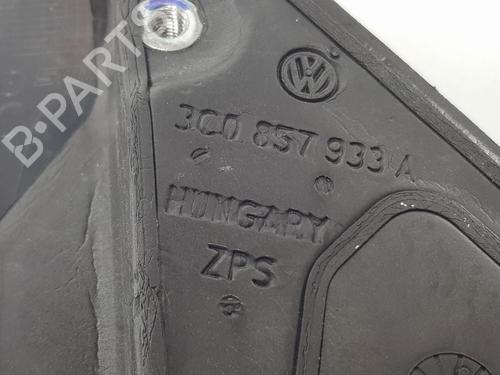 B-PARTS
VW
3C0 857 933 A
HUNGARY
ZPS